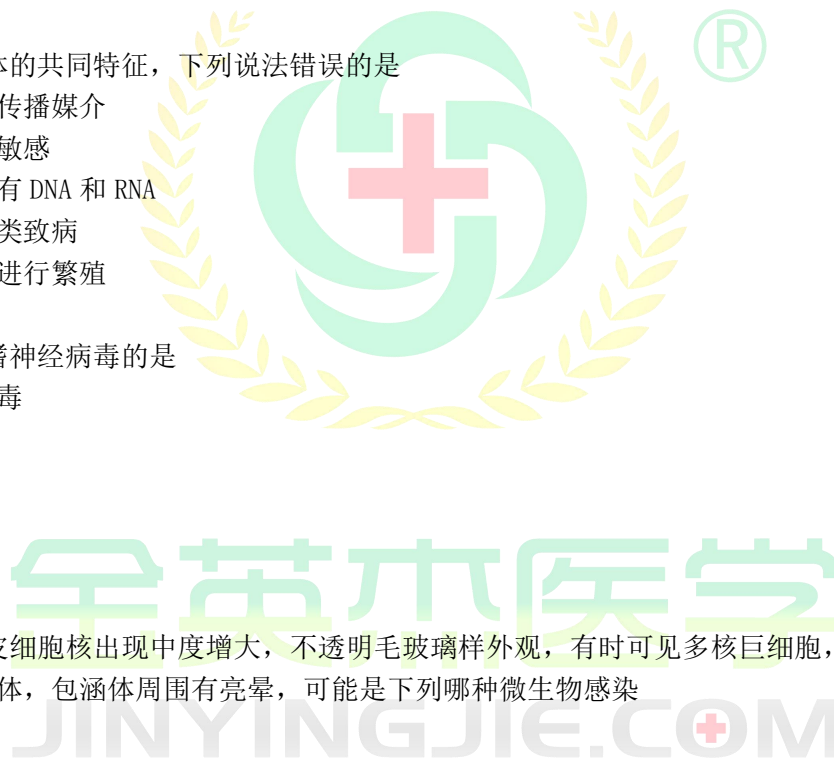 体的共同特征，下列说法错误的是
传播媒介
敏感
有 DNA 和 RNA
类致病
进行繁殖
嗜神经病毒的是
毒
皮细胞核出现中度增大，不透明毛玻璃样外观，有时可见多核巨细胞，
体，包涵体周围有亮晕，可能是下列哪种微生物感染
®
金英杰医学
JINYINGJIE.COM